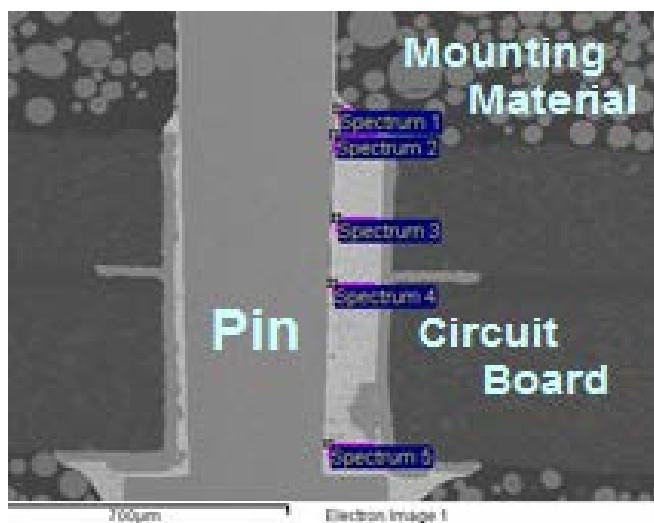 Mounting
Material
Spectrum 1
Spectrum 2
Spectrum 3
Spectrum 4
Pin
Circuit
Board
Spectrum 5
700µm
Electron Image 1